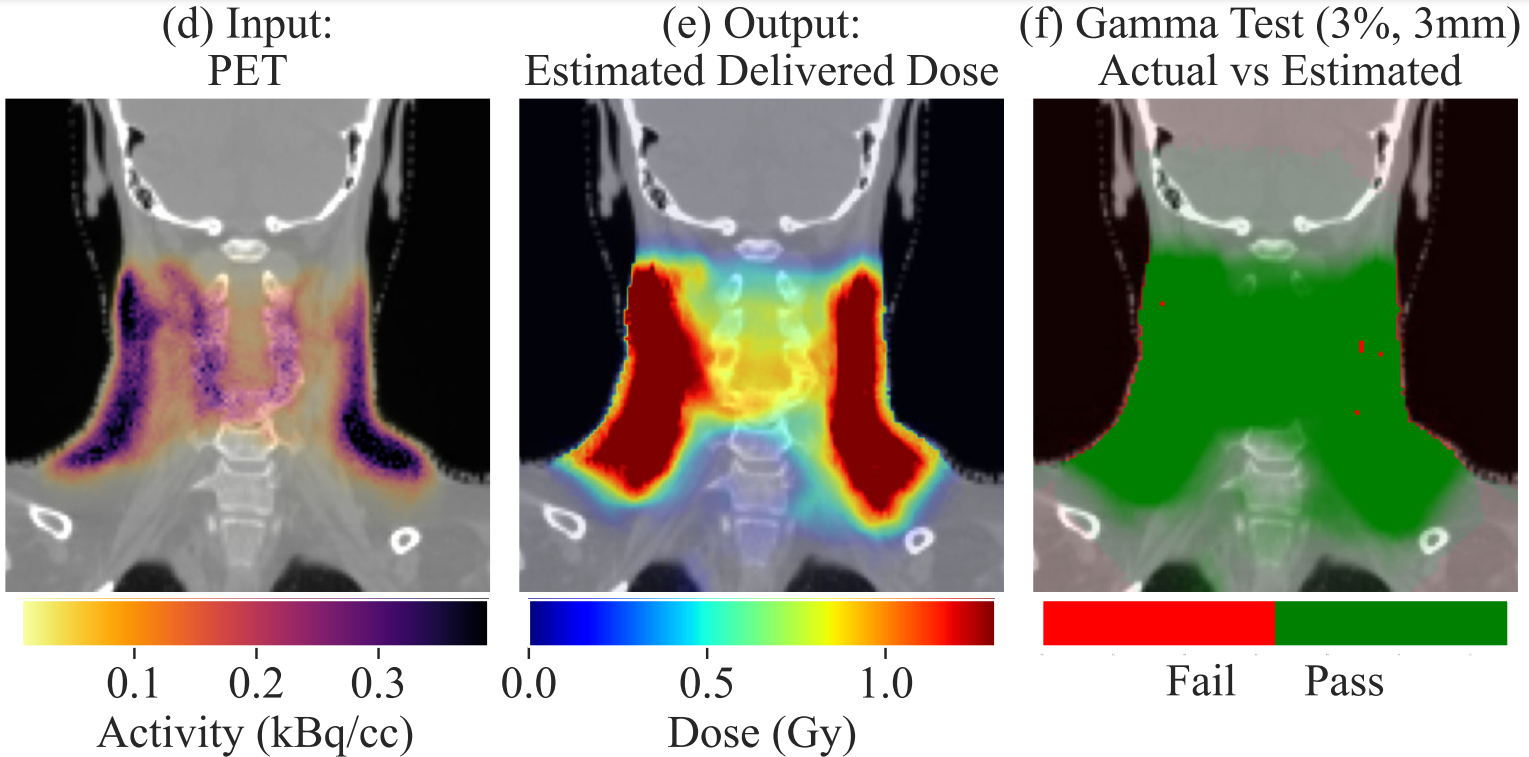 (d) Input:
PET
(e) Output:
Estimated Delivered Dose
(f) Gamma Test (3%, 3mm)
Actual vs Estimated
0.1 0.2 0.3
Activity (kBq/cc)
0.0 0.5 1.0
Dose (Gy)
Fail Pass